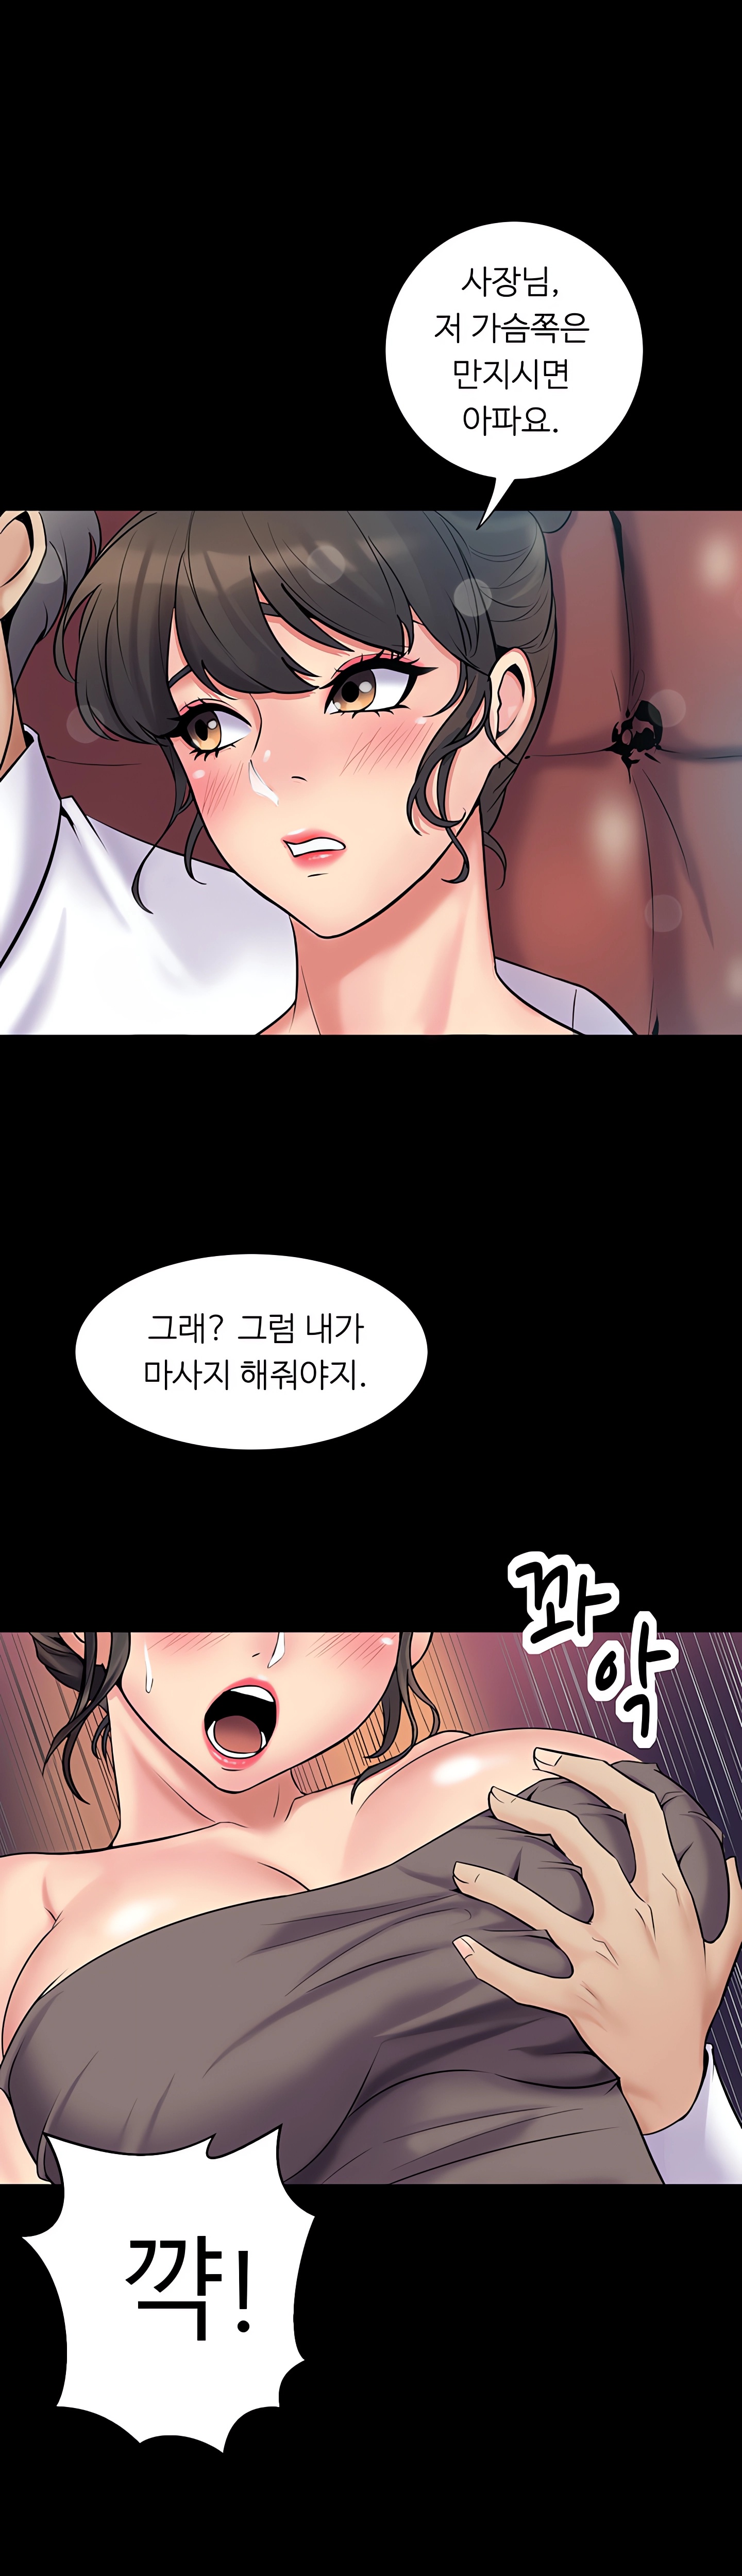 사장님,
저 가슴쪽은
만지시면
아파요.
그래? 그럼 내가
마사지 해줘야지.
꽈
악
꺅!